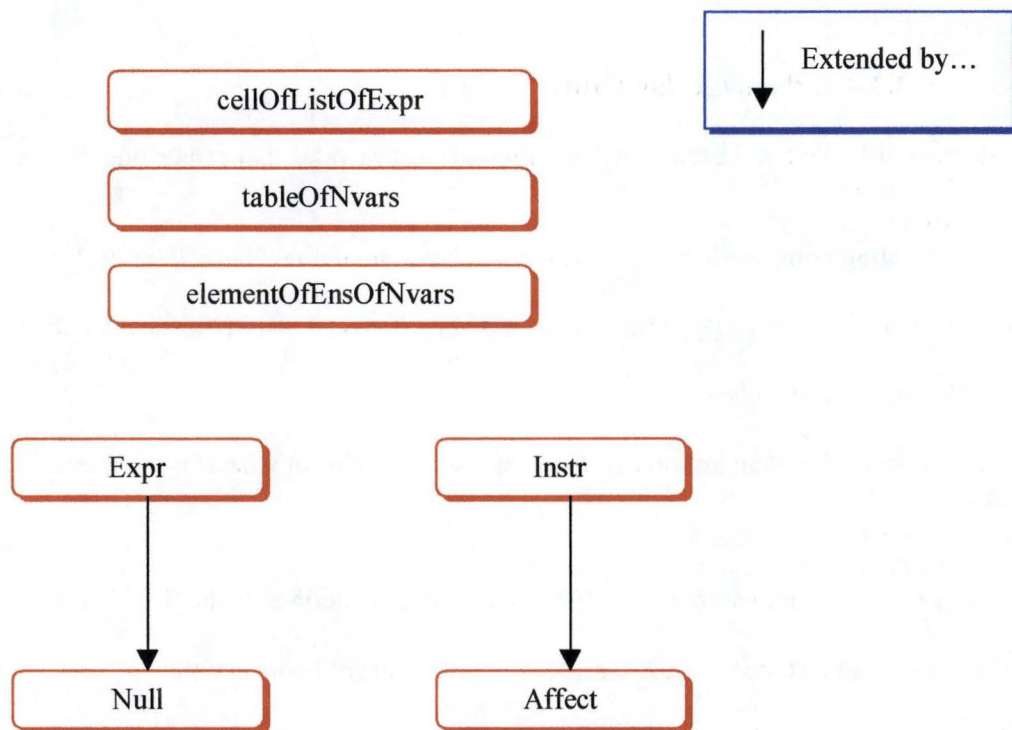 Extended by…
cellOfListOfExpr
tableOfNvars
elementOfEnsOfNvars
Expr
Instr
Null
Affect